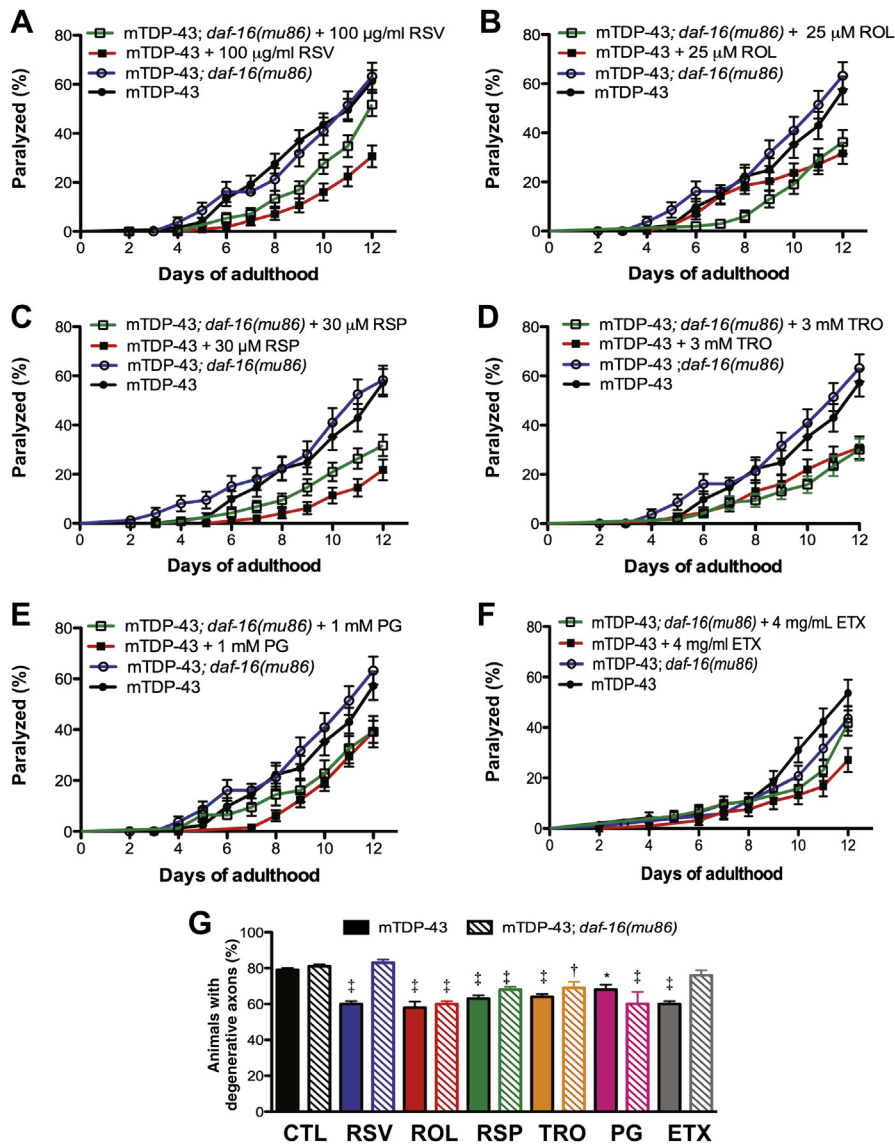 A
mTDP-43; daf-16(mu86) + 100 µg/ml RSV
mTDP-43 + 100 µg/ml RSV
mTDP-43; daf-16(mu86)
mTDP-43
Paralyzed (%)
80
60
40
20
0
0 2 4 6 8 10 12
Days of adulthood
B
mTDP-43; daf-16(mu86) + 25 µM ROL
mTDP-43 + 25 µM ROL
mTDP-43; daf-16(mu86)
mTDP-43
Paralyzed (%)
80
60
40
20
0
0 2 4 6 8 10 12
Days of adulthood
C
mTDP-43; daf-16(mu86) + 30 µM RSP
mTDP-43 + 30 µM RSP
mTDP-43; daf-16(mu86)
mTDP-43
Paralyzed (%)
80
60
40
20
0
0 2 4 6 8 10 12
Days of adulthood
D
mTDP-43; daf-16(mu86) + 3 mM TRO
mTDP-43 + 3 mM TRO
mTDP-43 ;daf-16(mu86)
mTDP-43
Paralyzed (%)
80
60
40
20
0
0 2 4 6 8 10 12
Days of adulthood
E
mTDP-43; daf-16(mu86) + 1 mM PG
mTDP-43 + 1 mM PG
mTDP-43; daf-16(mu86)
mTDP-43
Paralyzed (%)
80
60
40
20
0
0 2 4 6 8 10 12
Days of adulthood
F
mTDP-43; daf-16(mu86) + 4 mg/mL ETX
mTDP-43 + 4 mg/ml ETX
mTDP-43; daf-16(mu86)
mTDP-43
Paralyzed (%)
80
60
40
20
0
0 2 4 6 8 10 12
Days of adulthood
G
mTDP-43
mTDP-43; daf-16(mu86)
Animals with
degenerative axons (%)
100
80
60
40
20
0
‡ ‡ ‡ ‡ ‡ ‡ † * ‡ ‡
CTL RSV ROL RSP TRO PG ETX